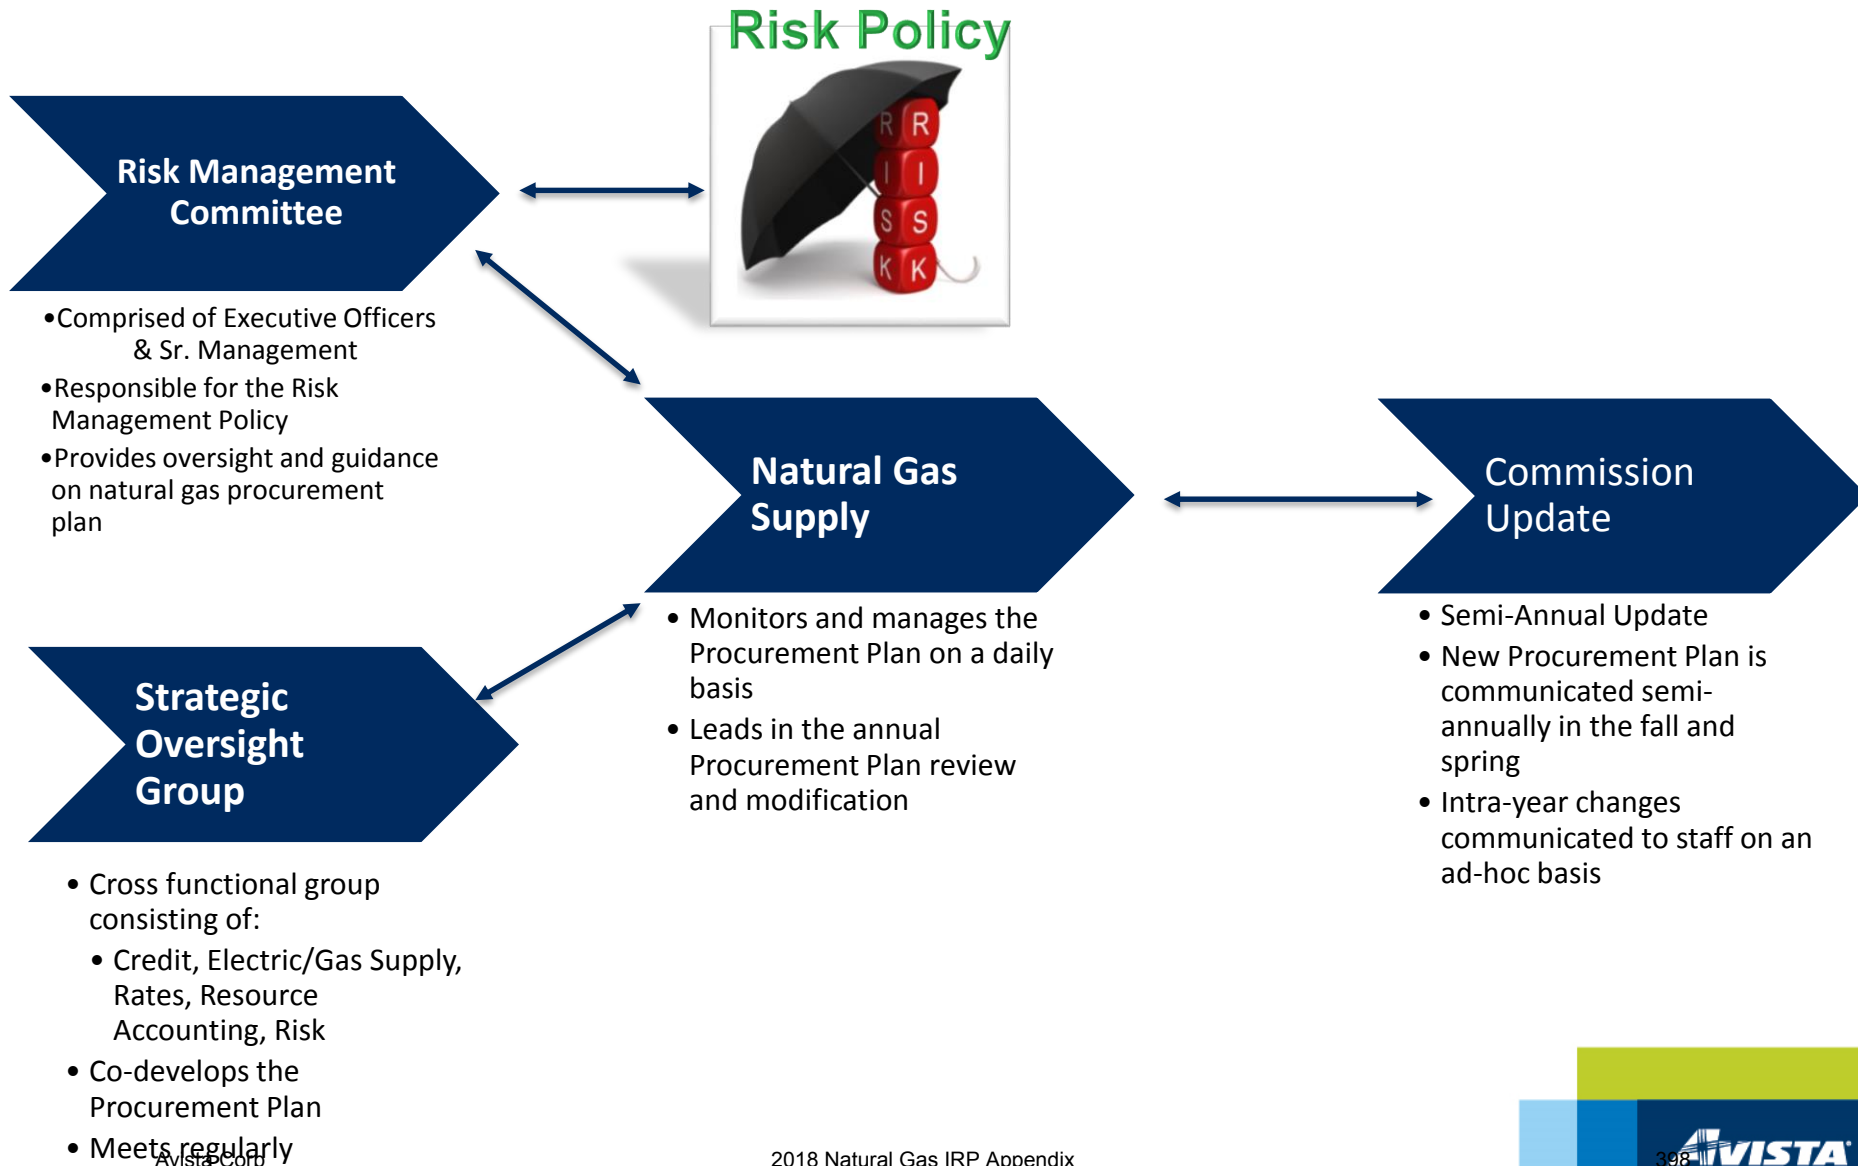 Risk Policy
R R
I I
S S
K K
Risk Management
Committee
•Comprised of Executive Officers
& Sr. Management
•Responsible for the Risk
Management Policy
•Provides oversight and guidance
on natural gas procurement
plan
Natural Gas
Supply
• Monitors and manages the
Procurement Plan on a daily
basis
• Leads in the annual
Procurement Plan review
and modification
Commission
Update
• Semi-Annual Update
• New Procurement Plan is
communicated semi-
annually in the fall and
spring
• Intra-year changes
communicated to staff on an
ad-hoc basis
Strategic
Oversight
Group
• Cross functional group
consisting of:
• Credit, Electric/Gas Supply,
Rates, Resource
Accounting, Risk
• Co-develops the
Procurement Plan
• Meets regularly
Avista Corp
2018 Natural Gas IRP Appendix
398
AVISTA